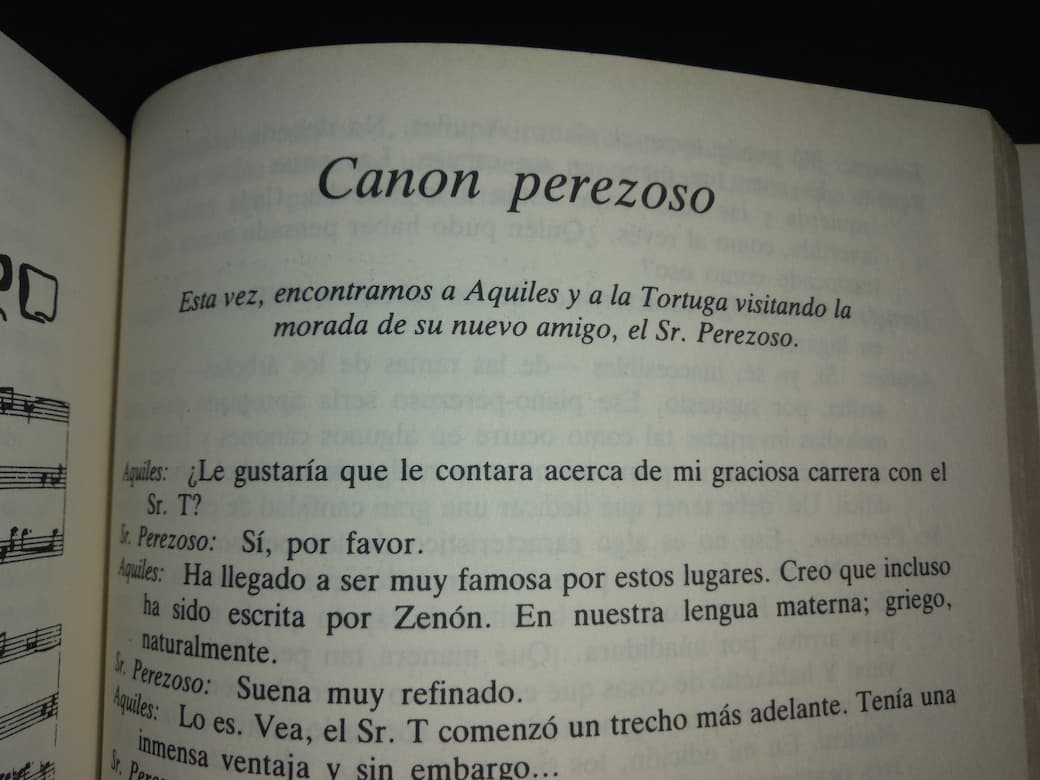 Canon perezoso
Esta vez, encontramos a Aquiles y a la Tortuga visitando la
morada de su nuevo amigo, el Sr. Perezoso.
Aquiles: ¿Le gustaría que le contara acerca de mi graciosa carrera con el
Sr. T?
Sr. Perezoso: Sí, por favor.
Aquiles: Ha llegado a ser muy famosa por estos lugares. Creo que incluso
ha sido escrita por Zenón. En nuestra lengua materna; griego,
naturalmente.
Sr. Perezoso: Suena muy refinado.
Aquiles: Lo es. Vea, el Sr. T comenzó un trecho más adelante. Tenía una
inmensa ventaja y sin embargo...
Sr.